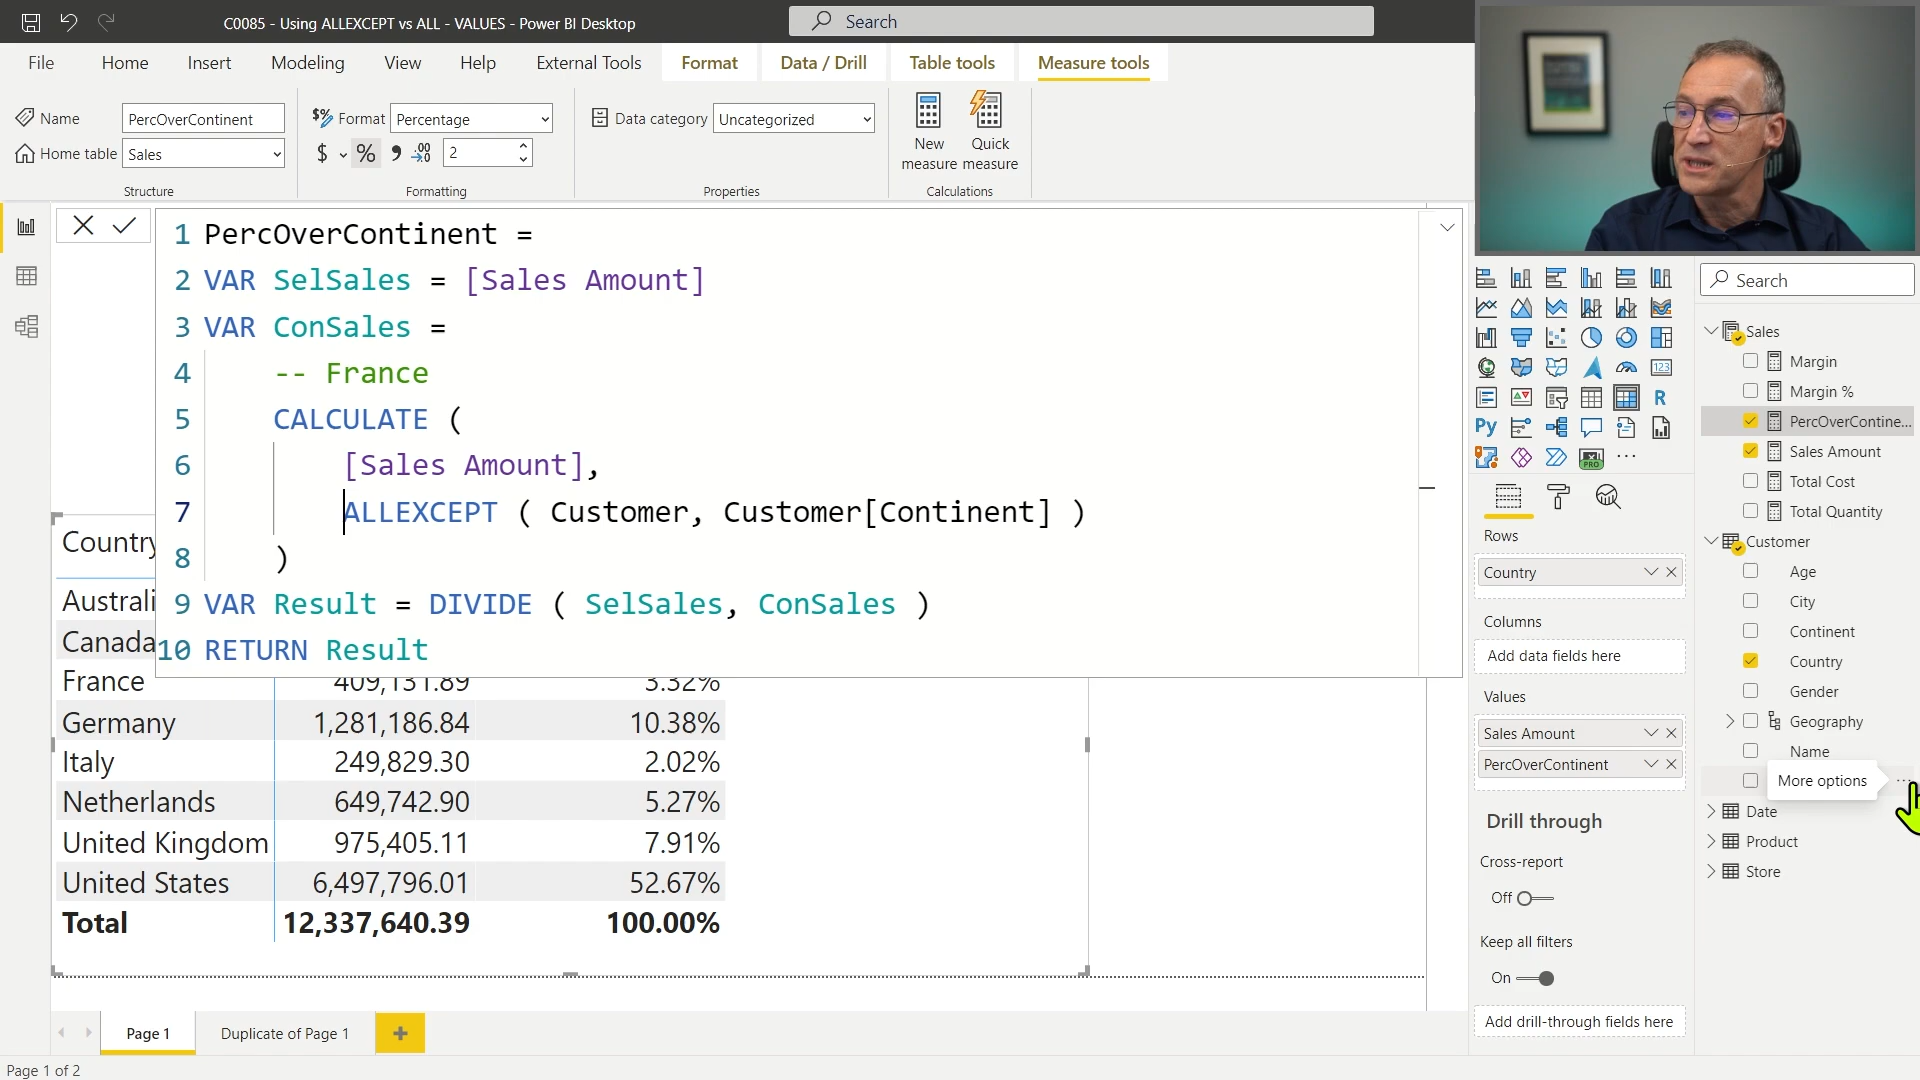 C0085 - Using ALLEXCEPT vs ALL - VALUES - Power BI Desktop
Search
File
Home
Insert
Modeling
View
Help
External Tools
Format
Data / Drill
Table tools
Measure tools
Name
PercOverContinent
Home table
Sales
Structure
$% Format
Percentage
$ % , .00 2
Formatting
Data category
Uncategorized
Properties
New measure
Quick measure
Calculations
1 PercOverContinent =
2 VAR SelSales = [Sales Amount]
3 VAR ConSales =
4 -- France
5 CALCULATE (
6 [Sales Amount],
7 ALLEXCEPT ( Customer, Customer[Continent] )
8 )
9 VAR Result = DIVIDE ( SelSales, ConSales )
10 RETURN Result
Country
Australi
Canada
France 409,131.89 3.32%
Germany 1,281,186.84 10.38%
Italy 249,829.30 2.02%
Netherlands 649,742.90 5.27%
United Kingdom 975,405.11 7.91%
United States 6,497,796.01 52.67%
Total 12,337,640.39 100.00%
Page 1
Duplicate of Page 1
+
Page 1 of 2
123
R
Py
PRO
Rows
Country
Columns
Add data fields here
Values
Sales Amount
PercOverContinent
Drill through
Cross-report
Off
Keep all filters
On
Add drill-through fields here
Search
Sales
Margin
Margin %
PercOverContine...
Sales Amount
Total Cost
Total Quantity
Customer
Age
City
Continent
Country
Gender
Geography
Name
More options
Date
Product
Store